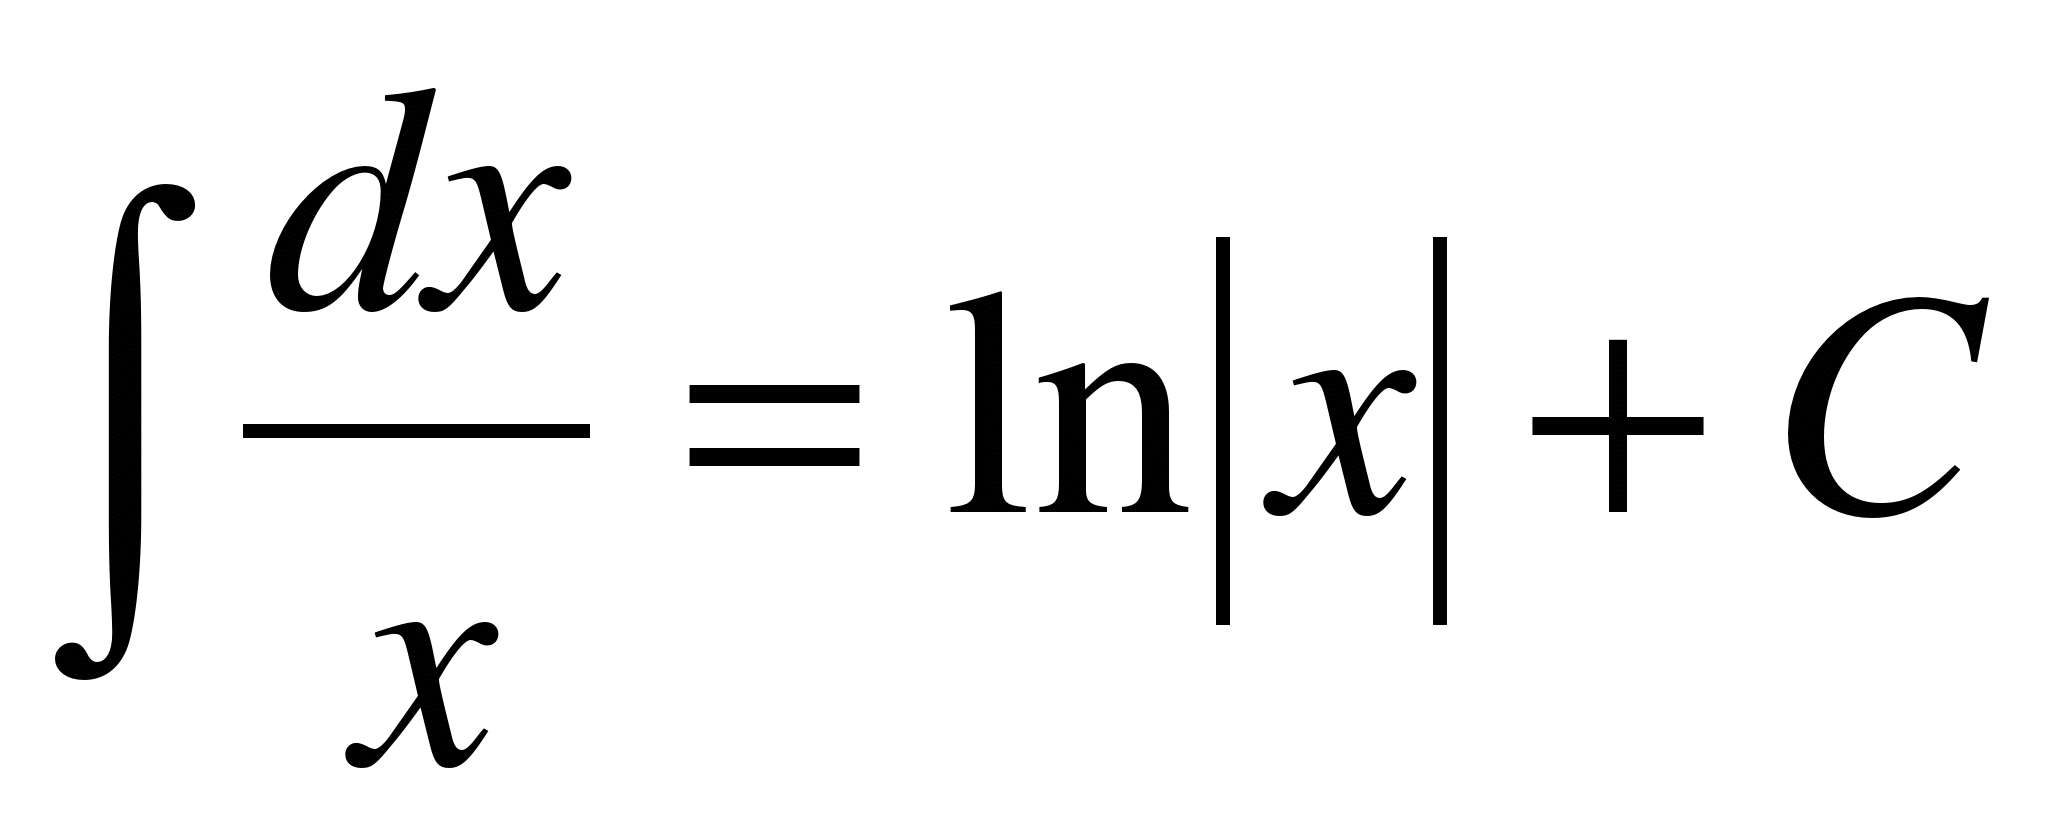 ∫ dx/x = ln|x| + C